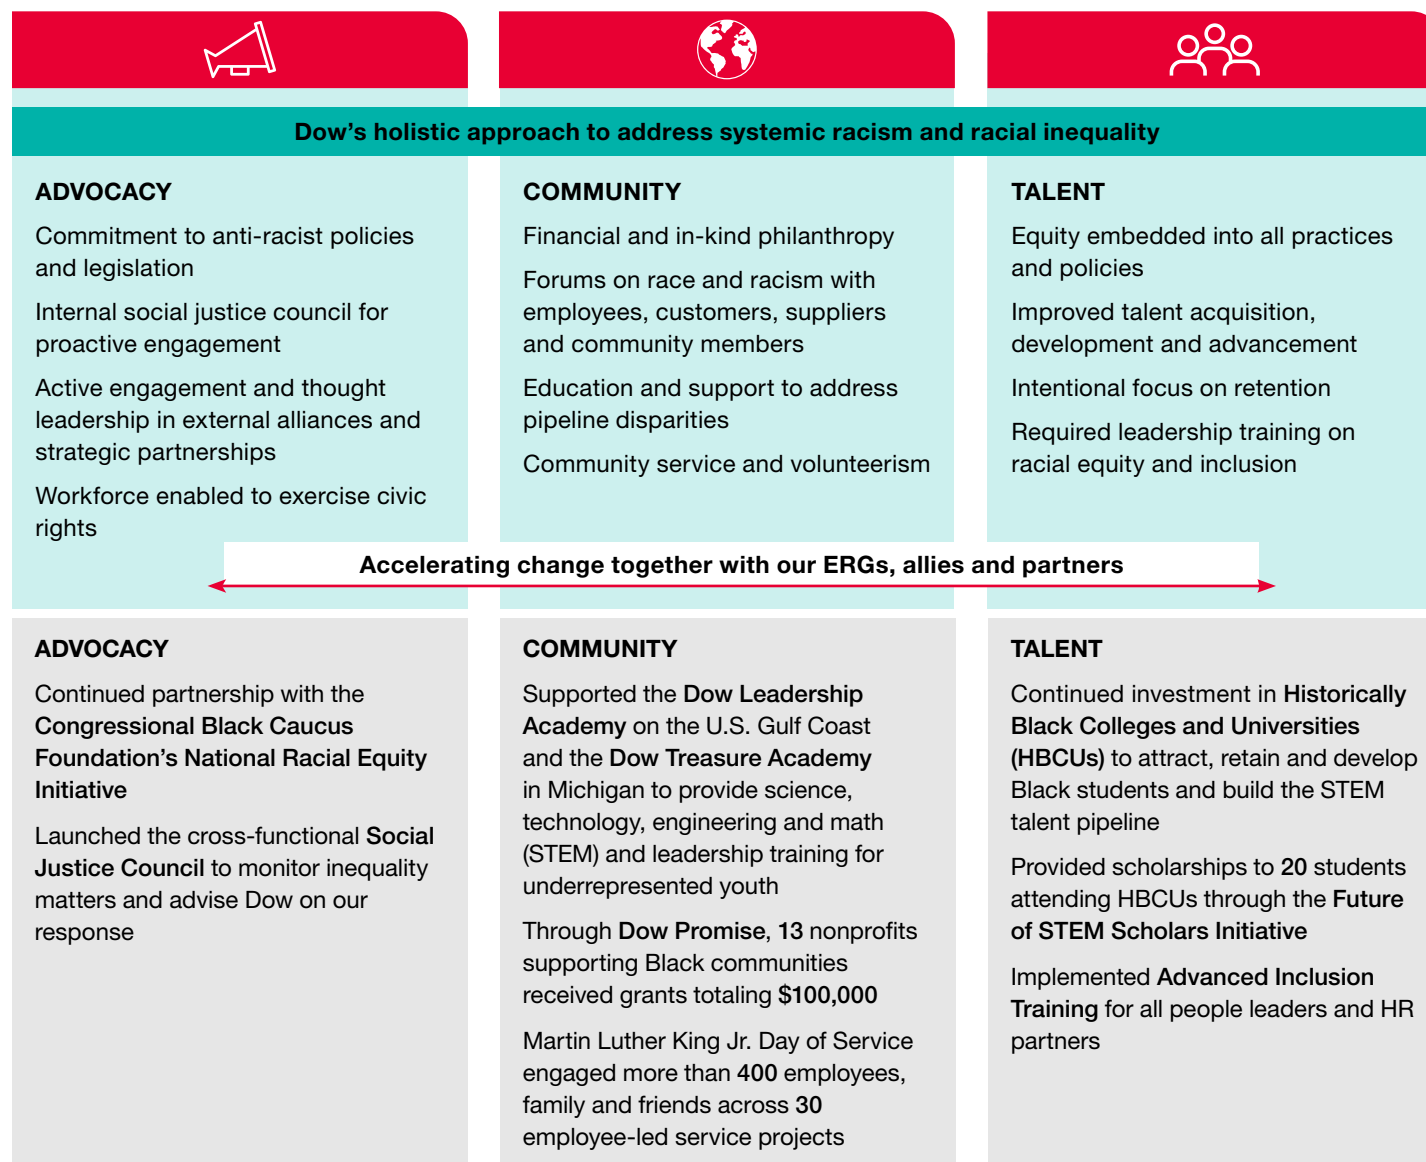 Dow’s holistic approach to address systemic racism and racial inequality
ADVOCACY
Commitment to anti-racist policies
and legislation
Internal social justice council for
proactive engagement
Active engagement and thought
leadership in external alliances and
strategic partnerships
Workforce enabled to exercise civic
rights
COMMUNITY
Financial and in-kind philanthropy
Forums on race and racism with
employees, customers, suppliers
and community members
Education and support to address
pipeline disparities
Community service and volunteerism
TALENT
Equity embedded into all practices
and policies
Improved talent acquisition,
development and advancement
Intentional focus on retention
Required leadership training on
racial equity and inclusion
Accelerating change together with our ERGs, allies and partners
ADVOCACY
Continued partnership with the
Congressional Black Caucus
Foundation’s National Racial Equity
Initiative
Launched the cross-functional Social
Justice Council to monitor inequality
matters and advise Dow on our
response
COMMUNITY
Supported the Dow Leadership
Academy on the U.S. Gulf Coast
and the Dow Treasure Academy
in Michigan to provide science,
technology, engineering and math
(STEM) and leadership training for
underrepresented youth
Through Dow Promise, 13 nonprofits
supporting Black communities
received grants totaling $100,000
Martin Luther King Jr. Day of Service
engaged more than 400 employees,
family and friends across 30
employee-led service projects
TALENT
Continued investment in Historically
Black Colleges and Universities
(HBCUs) to attract, retain and develop
Black students and build the STEM
talent pipeline
Provided scholarships to 20 students
attending HBCUs through the Future
of STEM Scholars Initiative
Implemented Advanced Inclusion
Training for all people leaders and HR
partners